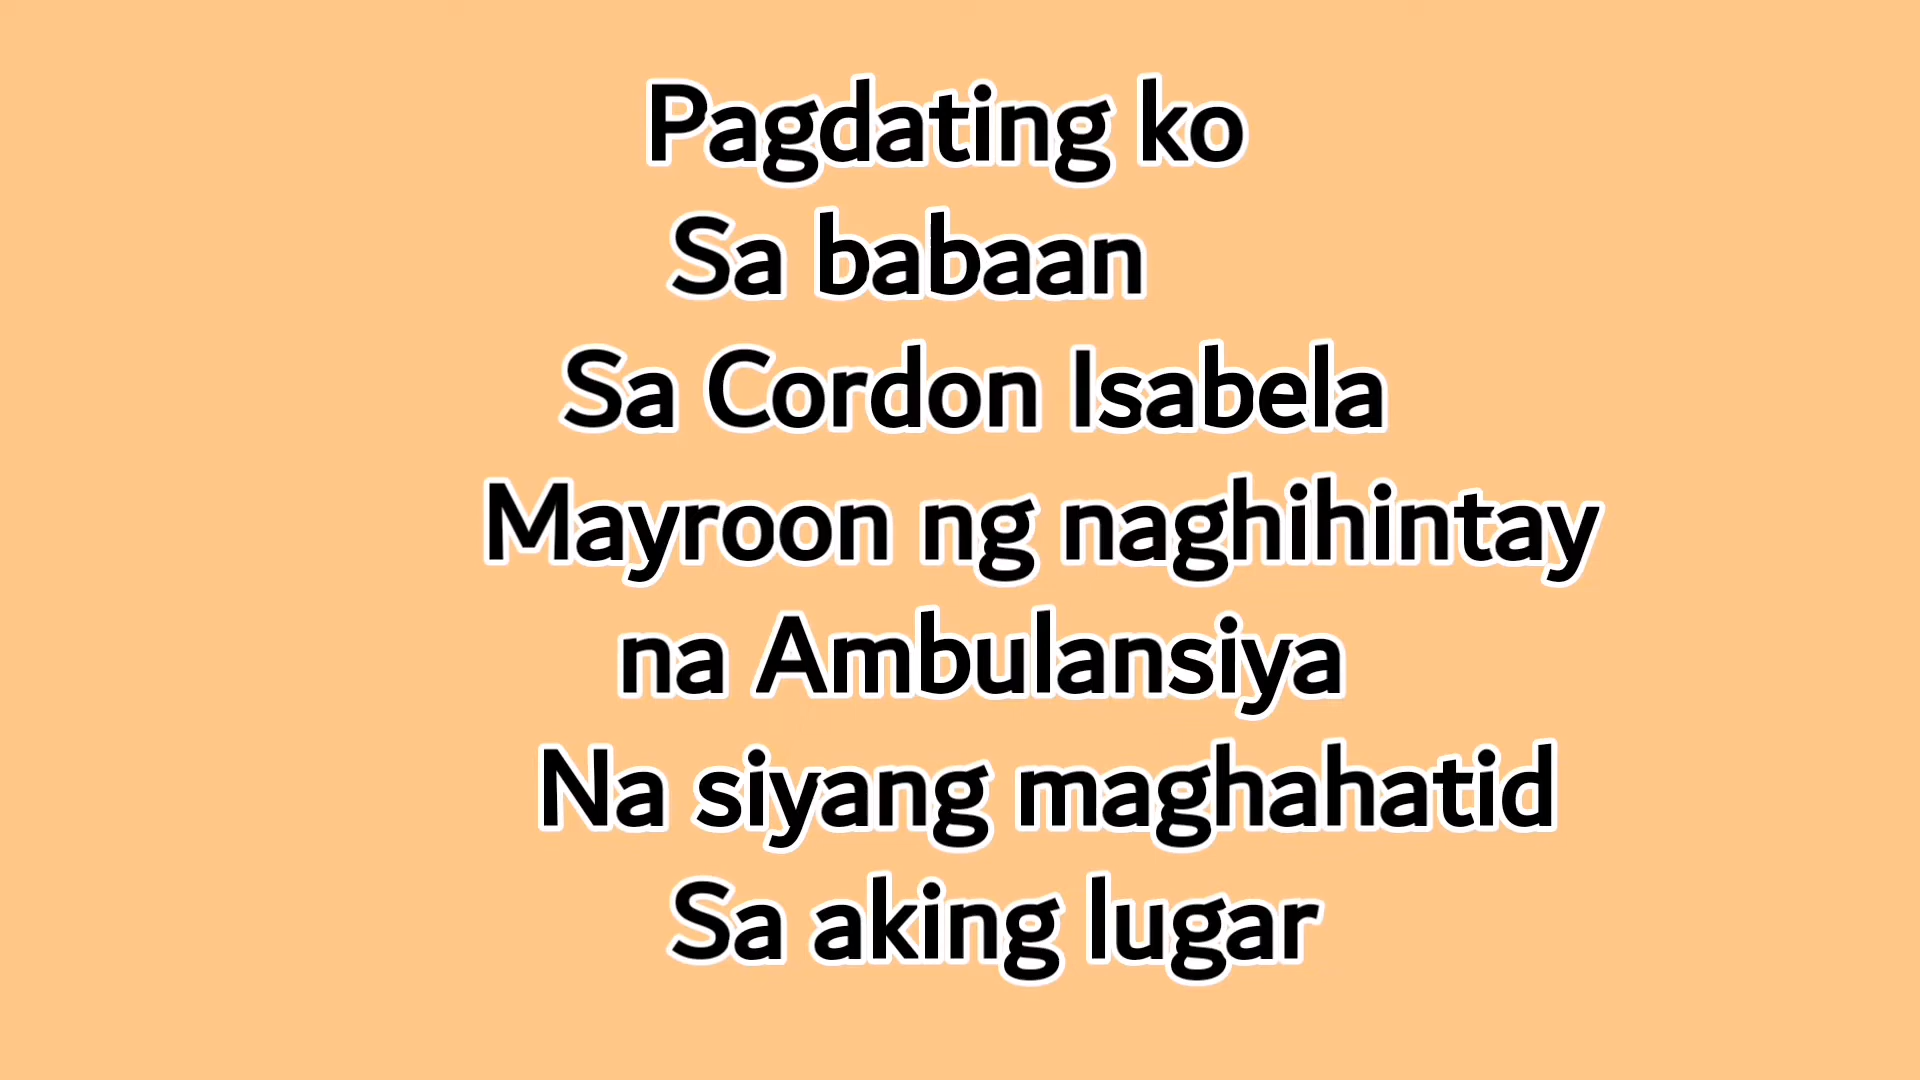 Pagdating ko
Sa babaan
Sa Cordon Isabela
Mayroon ng naghihintay
na Ambulansiya
Na siyang maghahatid
Sa aking lugar